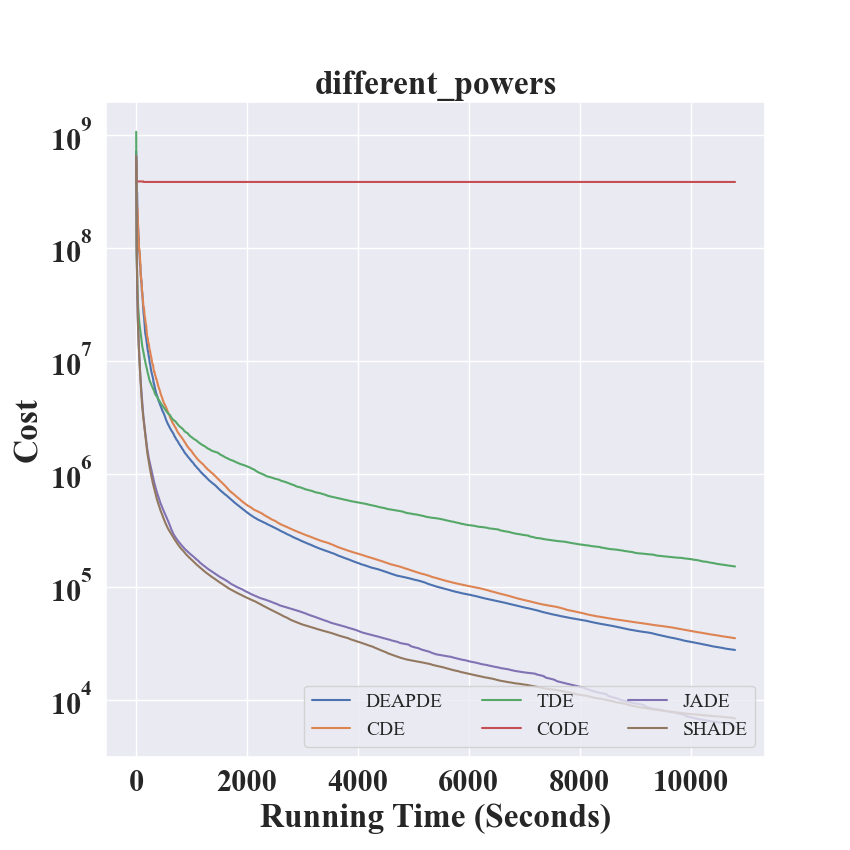 different_powers
10^9
10^8
10^7
10^6
10^5
10^4
Cost
DEAPDE TDE JADE
CDE CODE SHADE
0 2000 4000 6000 8000 10000
Running Time (Seconds)